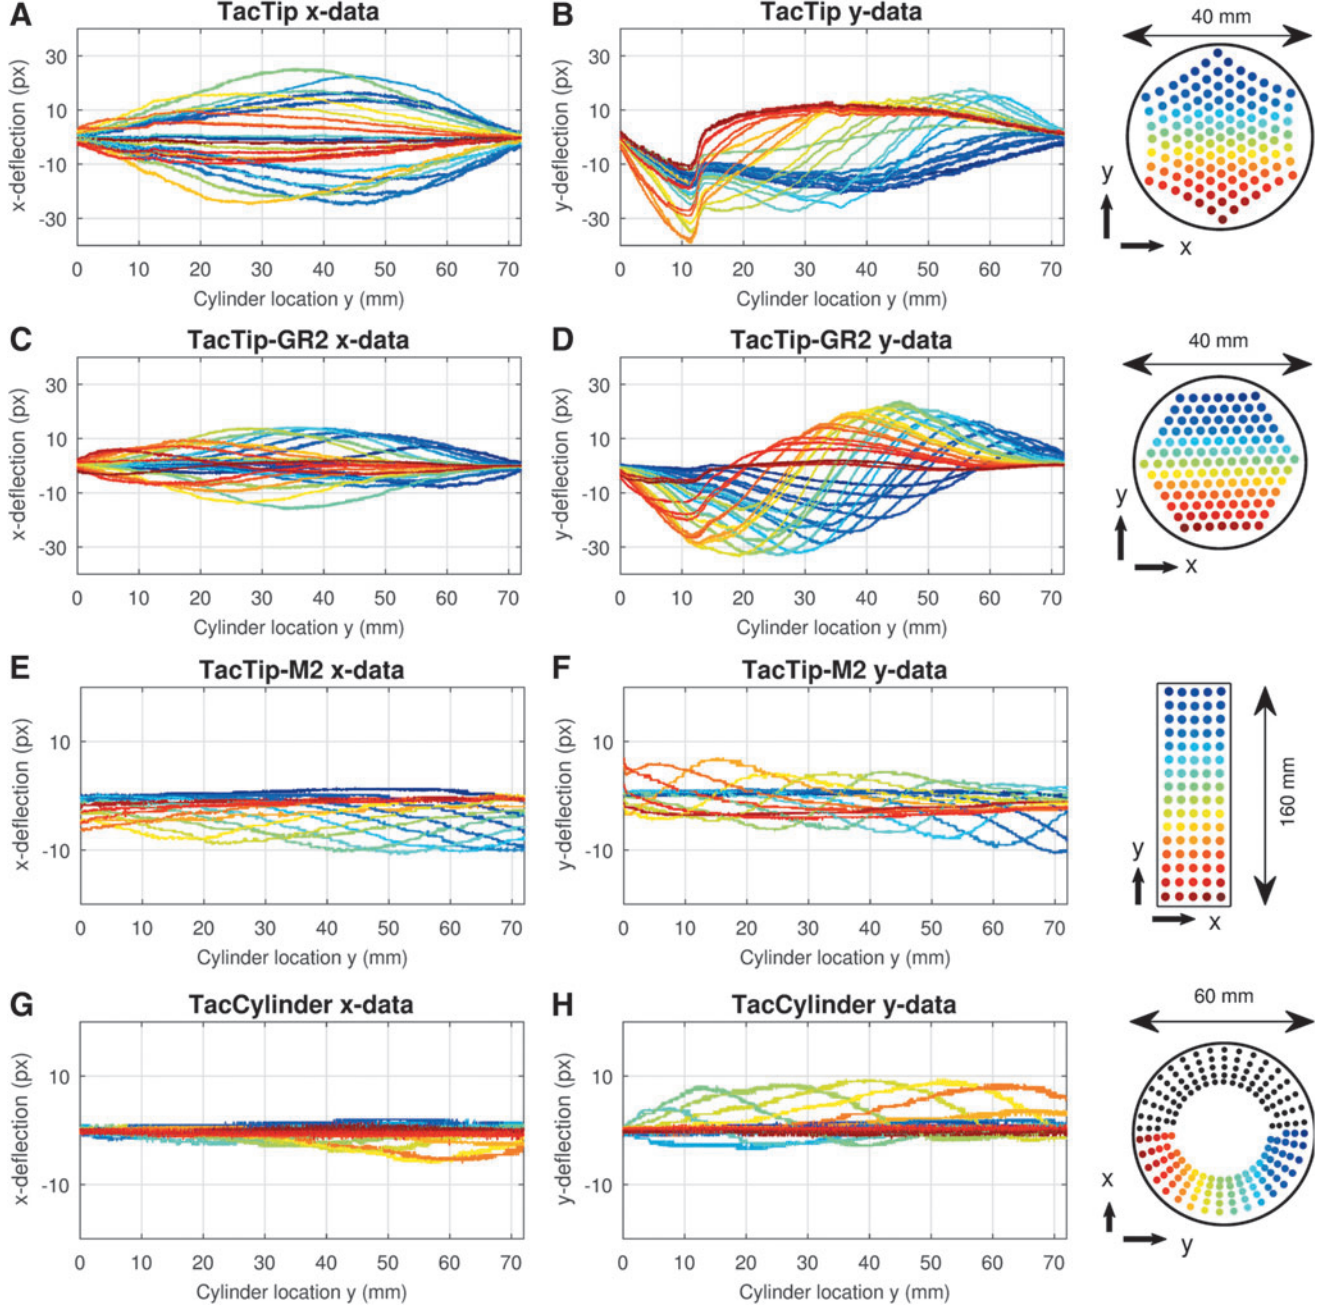 A
TacTip x-data
30
10
-10
-30
x-deflection (px)
0 10 20 30 40 50 60 70
Cylinder location y (mm)
B
TacTip y-data
30
10
-10
-30
y-deflection (px)
0 10 20 30 40 50 60 70
Cylinder location y (mm)
40 mm
y
x
C
TacTip-GR2 x-data
30
10
-10
-30
x-deflection (px)
0 10 20 30 40 50 60 70
Cylinder location y (mm)
D
TacTip-GR2 y-data
30
10
-10
-30
y-deflection (px)
0 10 20 30 40 50 60 70
Cylinder location y (mm)
40 mm
y
x
E
TacTip-M2 x-data
10
-10
x-deflection (px)
0 10 20 30 40 50 60 70
Cylinder location y (mm)
F
TacTip-M2 y-data
10
-10
y-deflection (px)
0 10 20 30 40 50 60 70
Cylinder location y (mm)
160 mm
y
x
G
TacCylinder x-data
10
-10
x-deflection (px)
0 10 20 30 40 50 60 70
Cylinder location y (mm)
H
TacCylinder y-data
10
-10
y-deflection (px)
0 10 20 30 40 50 60 70
Cylinder location y (mm)
60 mm
x
y